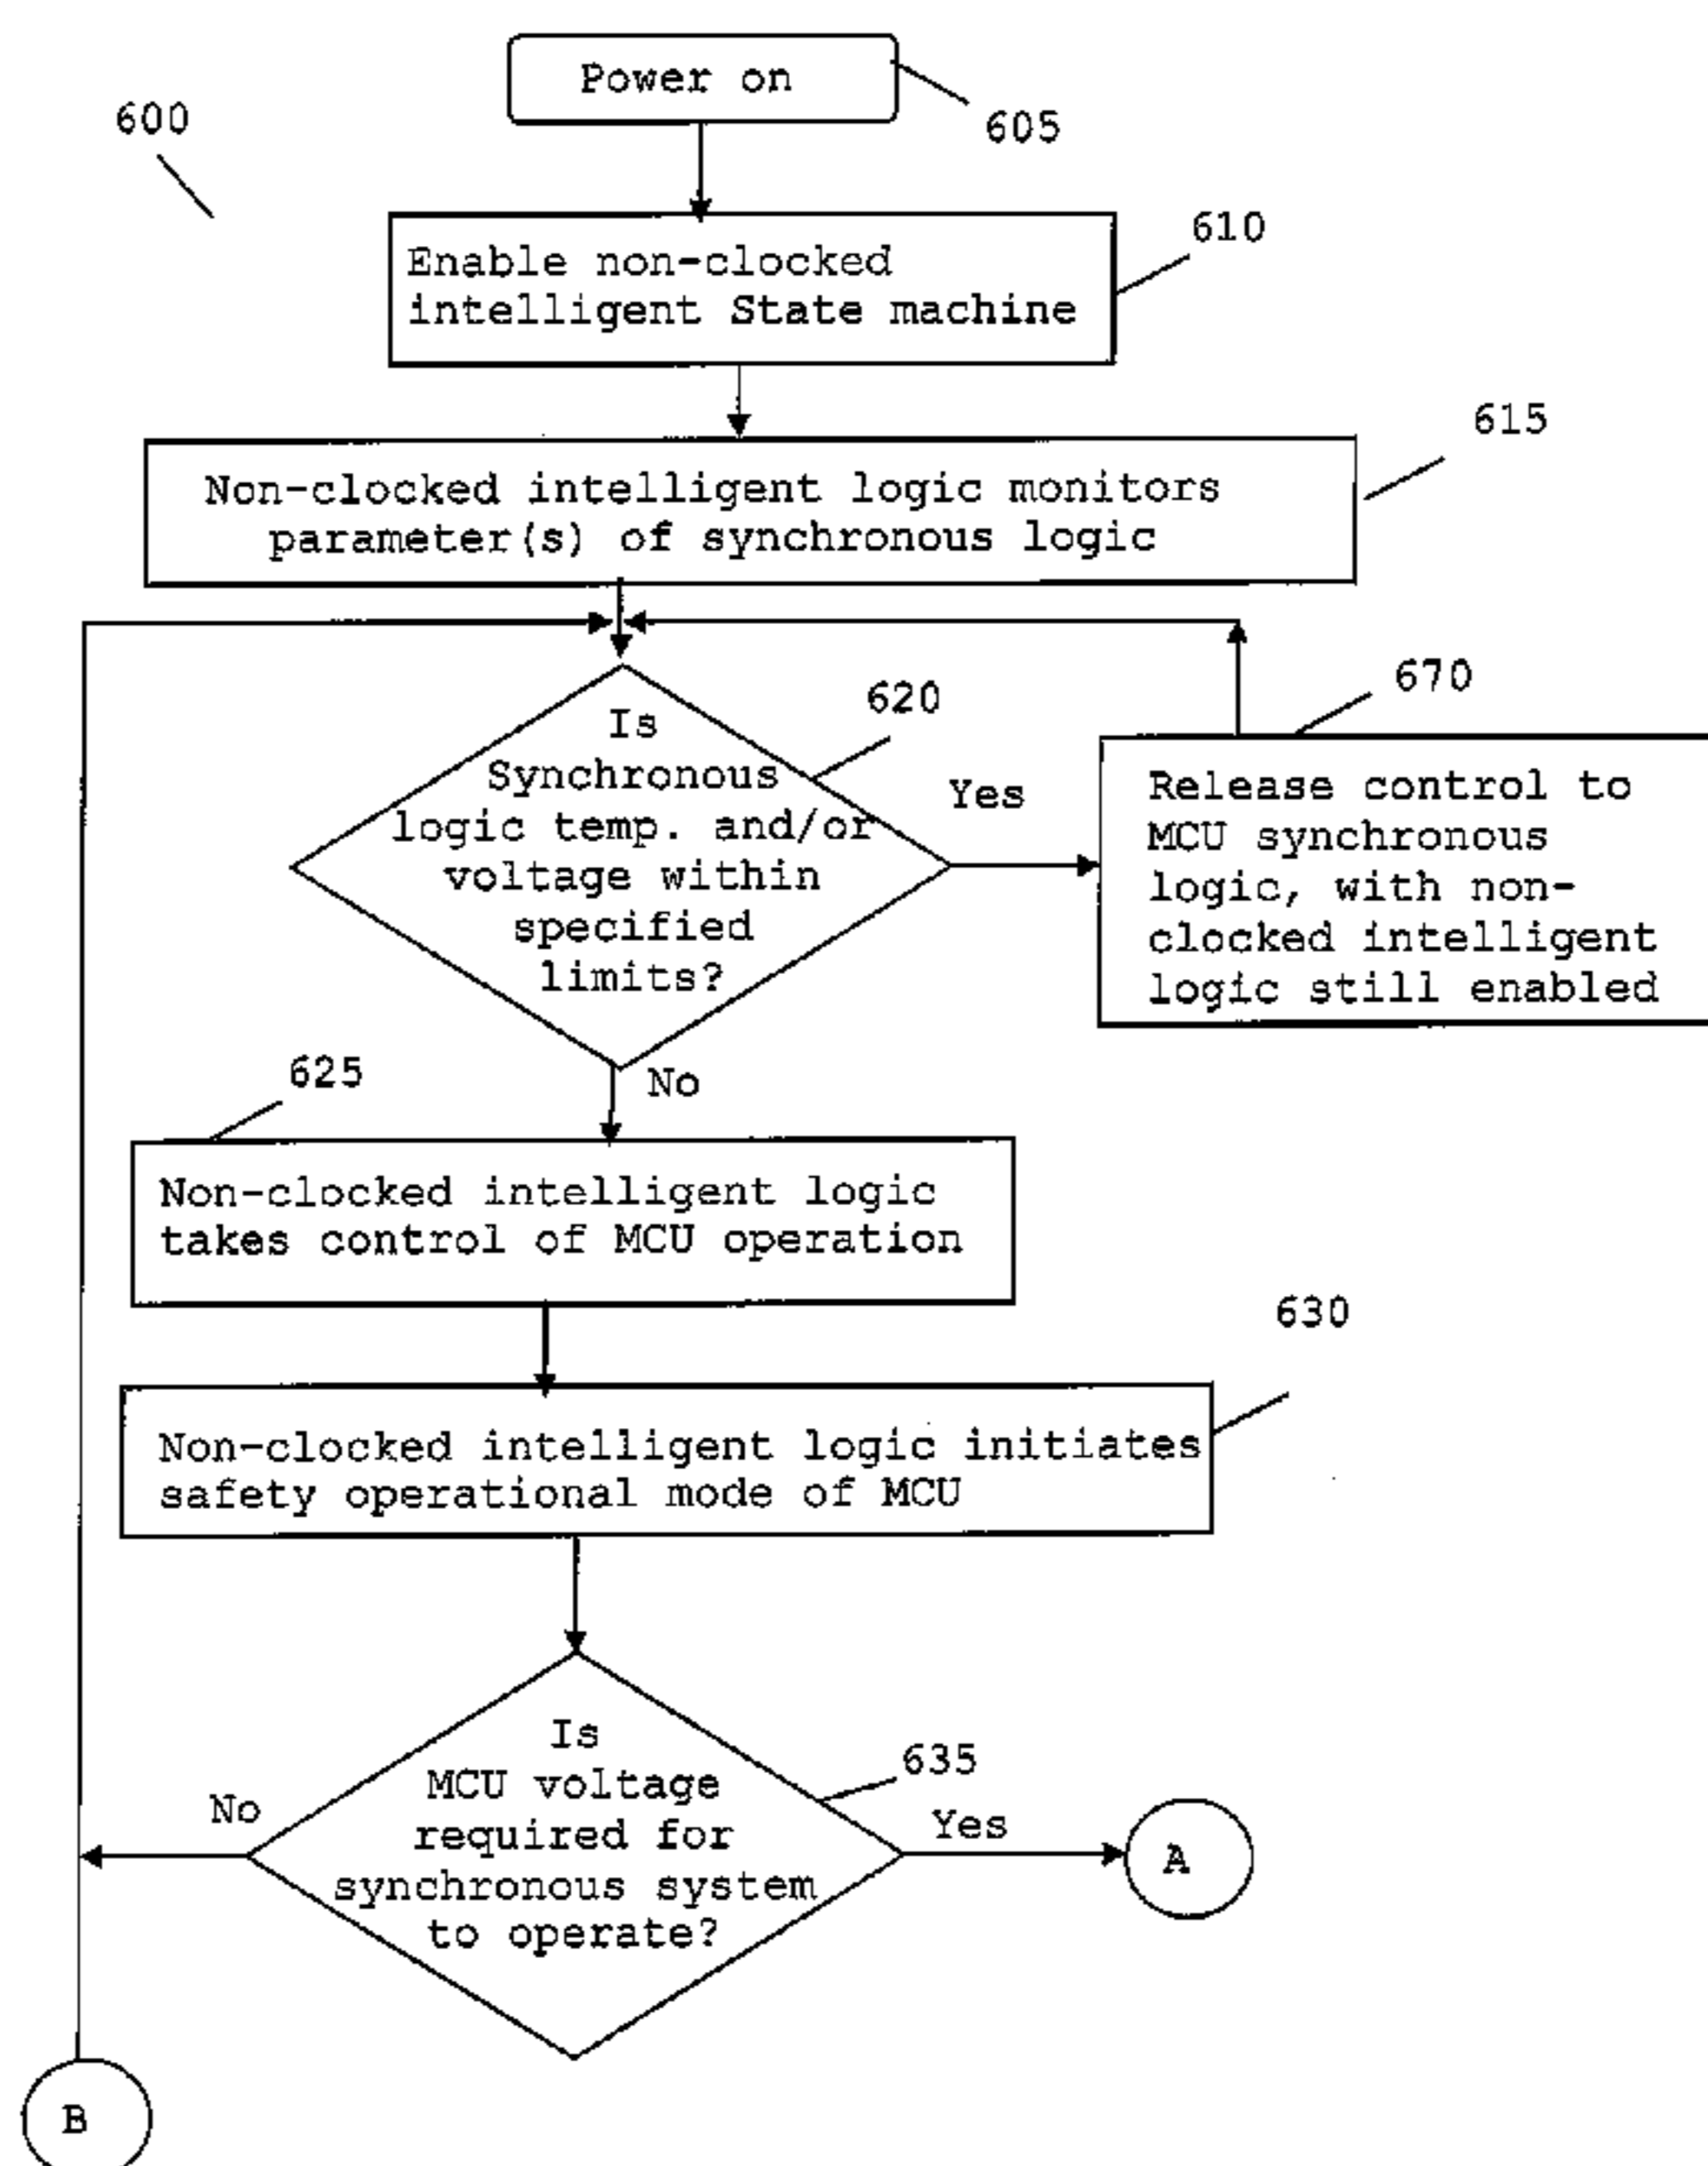 Power on
605
600
610
Enable non-clocked
intelligent State machine
615
Non-clocked intelligent logic monitors
parameter(s) of synchronous logic
620
Is
Synchronous
logic temp. and/or
voltage within
specified
limits?
Yes
670
Release control to
MCU synchronous
logic, with non-
clocked intelligent
logic still enabled
No
625
Non-clocked intelligent logic
takes control of MCU operation
630
Non-clocked intelligent logic initiates
safety operational mode of MCU
635
Is
MCU voltage
required for
synchronous system
to operate?
No
Yes
A
B